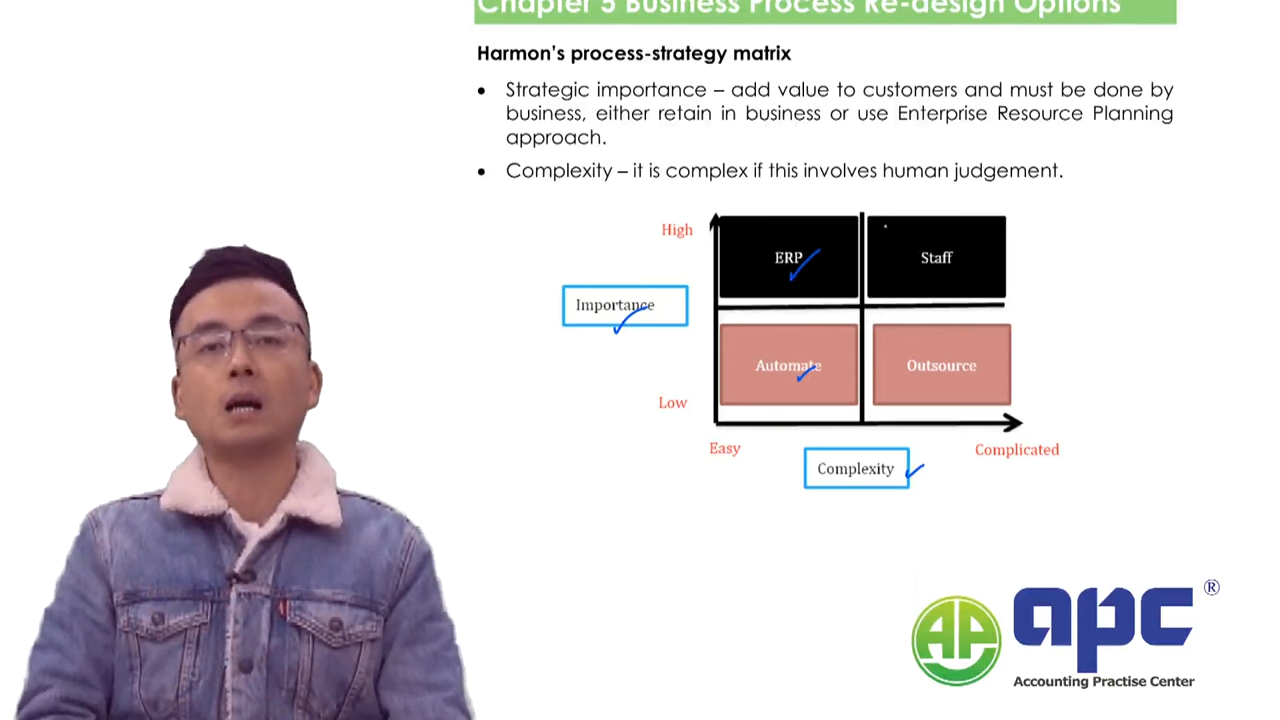 Chapter 5 Business Process Re-design Options
Harmon's process-strategy matrix
• Strategic importance – add value to customers and must be done by
business, either retain in business or use Enterprise Resource Planning
approach.
• Complexity – it is complex if this involves human judgement.
High
ERP
Staff
Importance
Automate
Outsource
Low
Easy
Complicated
Complexity
AP
apc ®
Accounting Practise Center